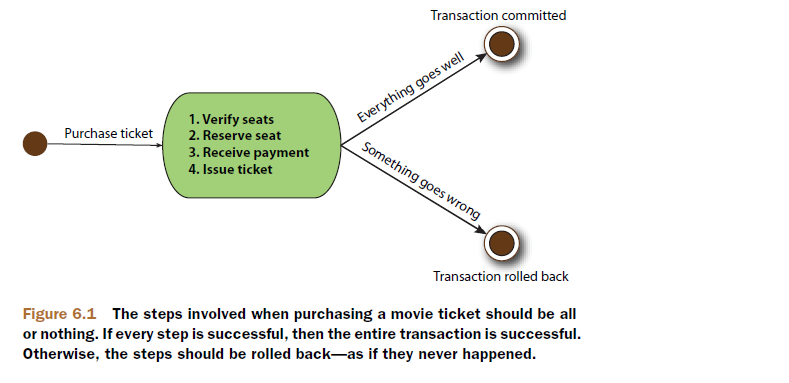 Transaction committed
Everything goes well
Purchase ticket
1. Verify seats
2. Reserve seat
3. Receive payment
4. Issue ticket
Something goes wrong
Transaction rolled back
Figure 6.1 The steps involved when purchasing a movie ticket should be all
or nothing. If every step is successful, then the entire transaction is successful.
Otherwise, the steps should be rolled back—as if they never happened.